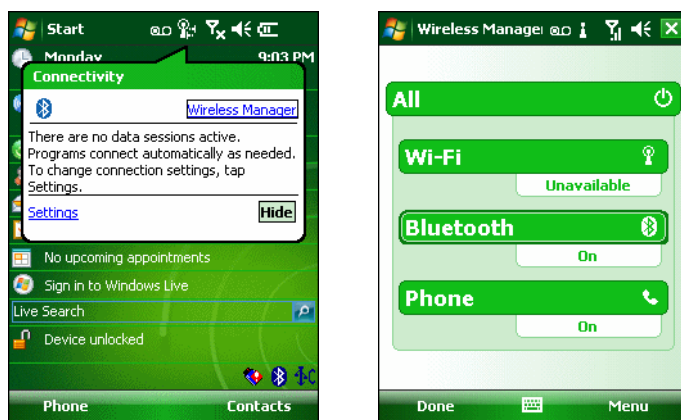 Start
Monday
9:03 PM
Connectivity
Wireless Manager
There are no data sessions active.
Programs connect automatically as needed.
To change connection settings, tap
Settings.
Settings
Hide
No upcoming appointments
Sign in to Windows Live
Live Search
Device unlocked
Phone
Contacts
Wireless Manage
All
Wi-Fi
Unavailable
Bluetooth
On
Phone
On
Done
Menu